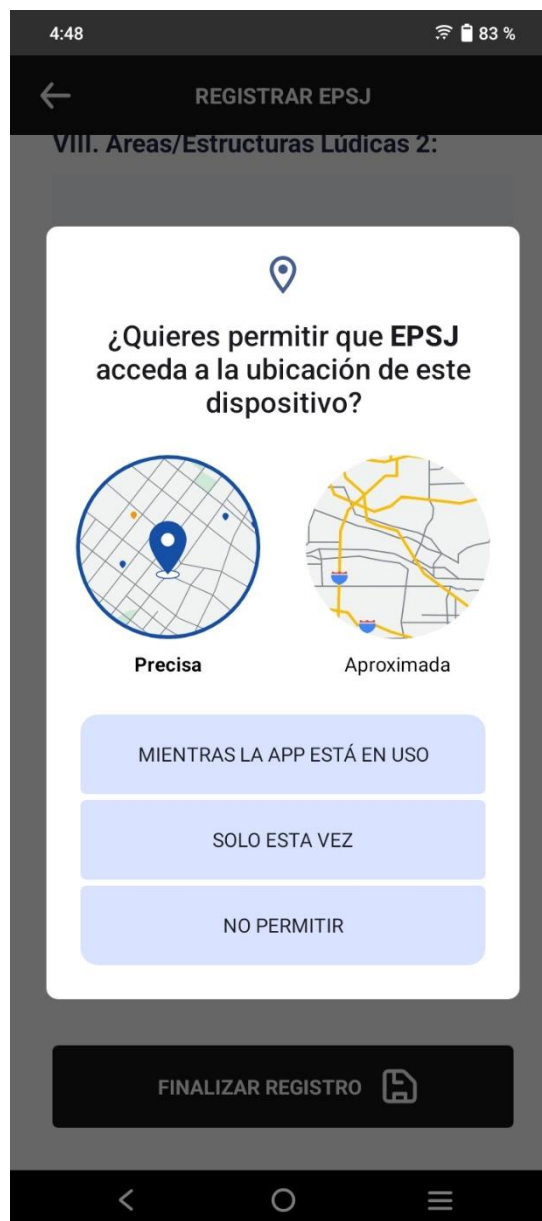 4:48
83 %
REGISTRAR EPSJ
VIII. Areas/Estructuras Lúdicas 2:
¿Quieres permitir que EPSJ
acceda a la ubicación de este
dispositivo?
Precisa
Aproximada
MIENTRAS LA APP ESTÁ EN USO
SOLO ESTA VEZ
NO PERMITIR
FINALIZAR REGISTRO